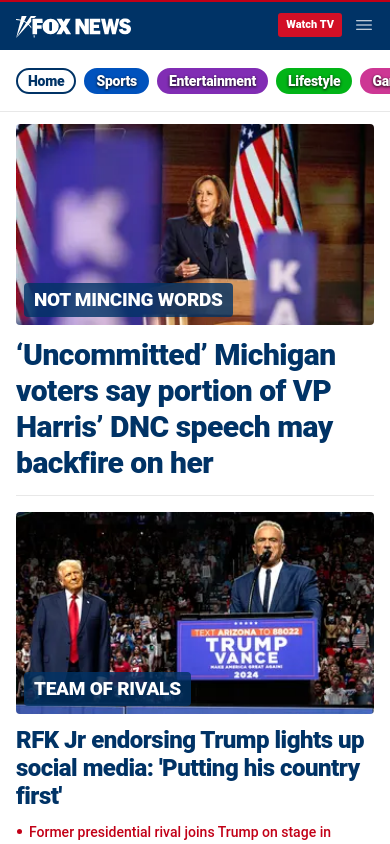 FOX NEWS
Watch TV
Home
Sports
Entertainment
Lifestyle
Ga
K
K
A
NOT MINCING WORDS
‘Uncommitted’ Michigan
voters say portion of VP
Harris’ DNC speech may
backfire on her
TEXT ARIZONA TO 88022
TRUMP
VANCE
MAKE AMERICA GREAT AGAIN!
2024
TEAM OF RIVALS
RFK Jr endorsing Trump lights up
social media: 'Putting his country
first'
Former presidential rival joins Trump on stage in